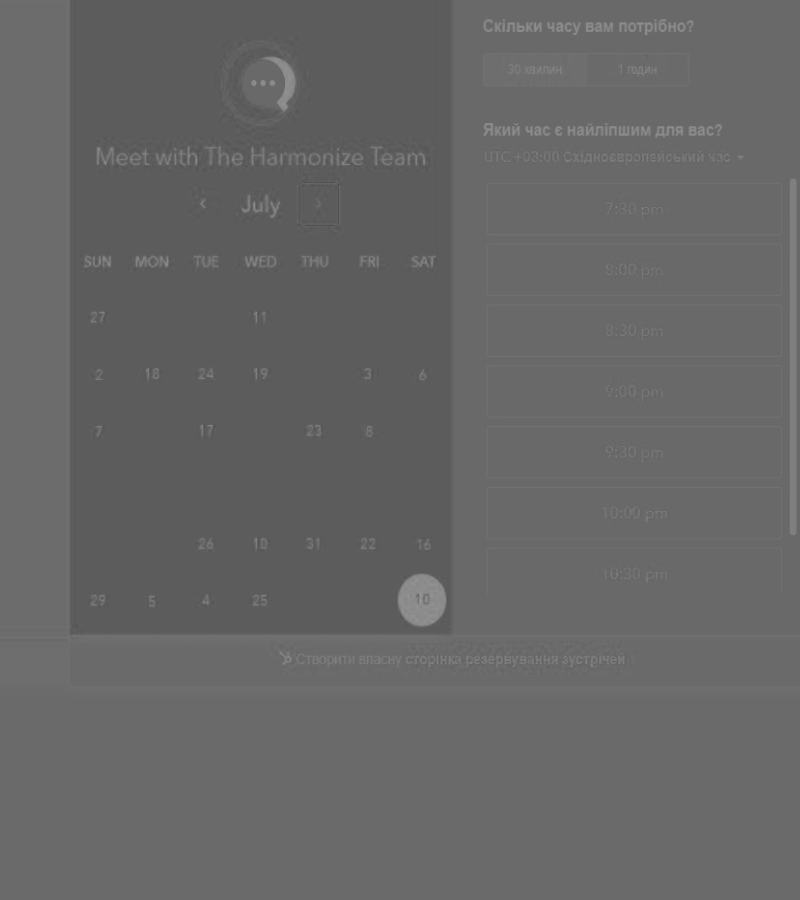 Meet with The Harmonize Team
July
SUN MON TUE WED THU FRI SAT
27 11
2 18 24 19 3 6
7 17 23 8
26 10 31 22 16
29 5 4 25 10
Скільки часу вам потрібно?
30 хвилин 1 годин
Який час є найліпшим для вас?
UTC +03:00 Східноєвропейський час
7:30 pm
8:00 pm
8:30 pm
9:00 pm
9:30 pm
10:00 pm
10:30 pm
Створити власну сторінка резервування зустрічей